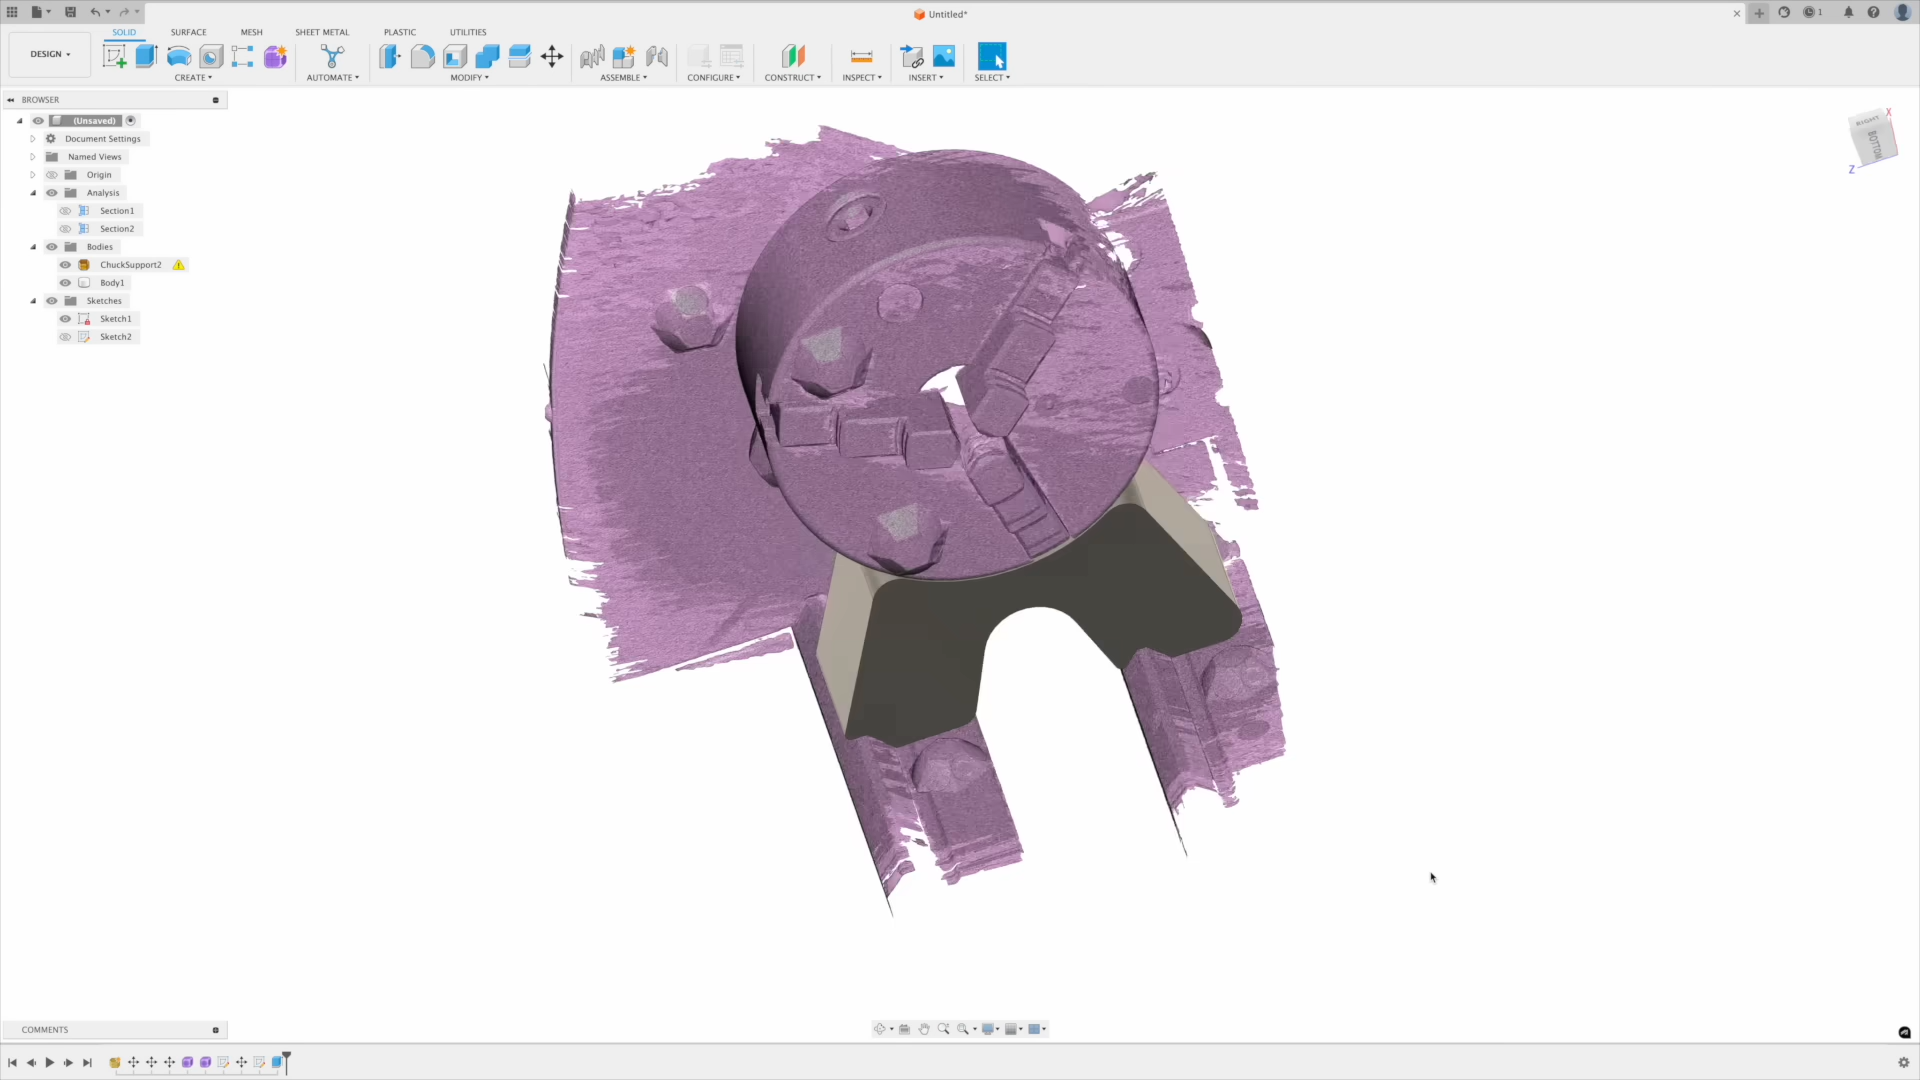 Untitled*
1
DESIGN
SOLID
SURFACE
MESH
SHEET METAL
PLASTIC
UTILITIES
CREATE
AUTOMATE
MODIFY
ASSEMBLE
CONFIGURE
CONSTRUCT
INSPECT
INSERT
SELECT
BROWSER
(Unsaved)
Document Settings
Named Views
Origin
Analysis
Section1
Section2
Bodies
ChuckSupport2
Body1
Sketches
Sketch1
Sketch2
X
RIGHT
BOTTOM
Z
COMMENTS